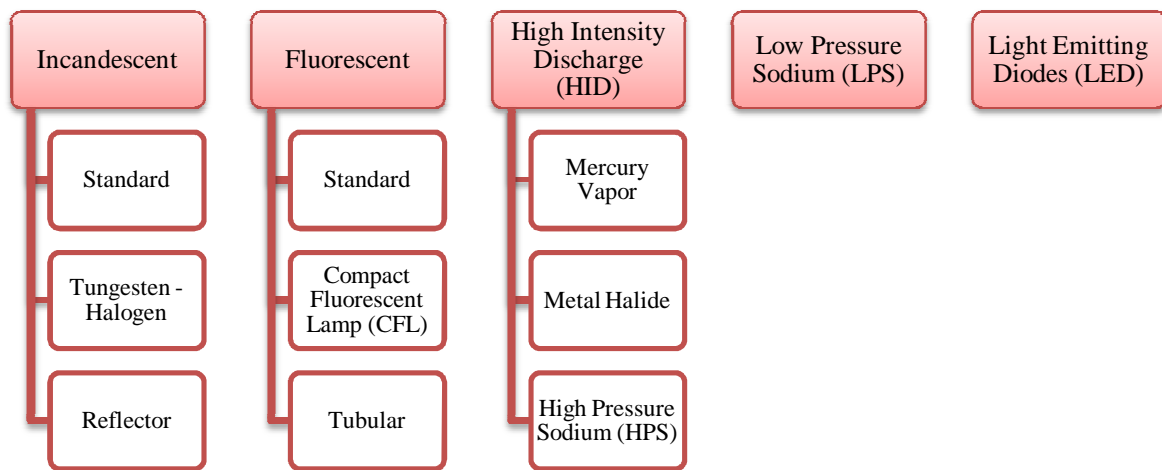 Incandescent
Standard
Tungesten -
Halogen
Reflector
Fluorescent
Standard
Compact
Fluorescent
Lamp (CFL)
Tubular
High Intensity
Discharge
(HID)
Mercury
Vapor
Metal Halide
High Pressure
Sodium (HPS)
Low Pressure
Sodium (LPS)
Light Emitting
Diodes (LED)